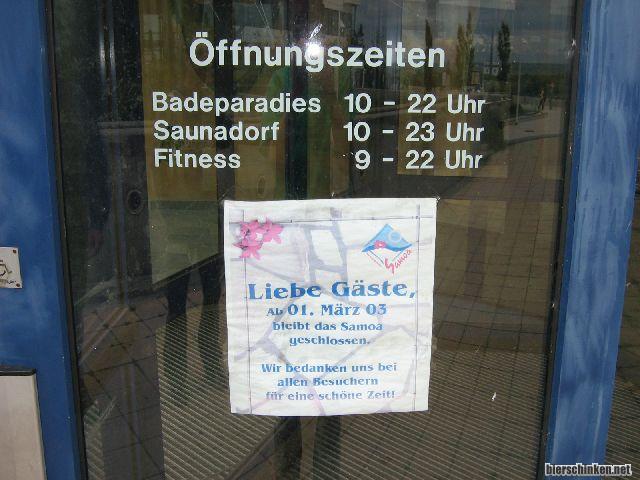 Öffnungszeiten
Badeparadies 10 - 22 Uhr
Saunadorf 10 - 23 Uhr
Fitness 9 - 22 Uhr
Samoa
Liebe Gäste,
Ab 01. März 03
bleibt das Samoa
geschlossen.
Wir bedanken uns bei
allen Besuchern
für eine schöne Zeit!
bierschinken.net